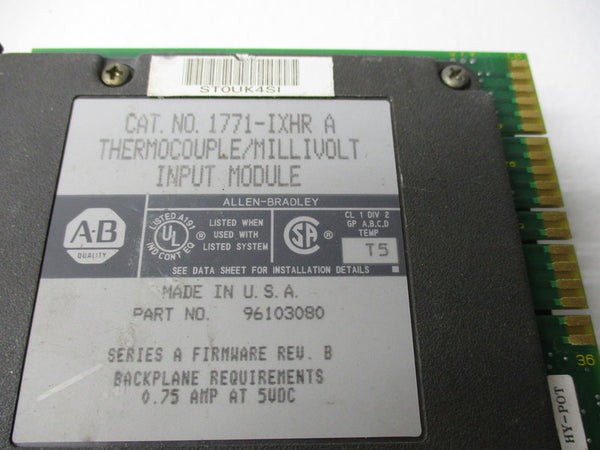 ST0UK4SI
CAT. NO. 1771-IXHR A
THERMOCOUPLE/MILLIVOLT
INPUT MODULE
ALLEN-BRADLEY
A-B
QUALITY
LISTED A191
UL
IND CONT EQ
®
LISTED WHEN
USED WITH
LISTED SYSTEM
SA
®
CL 1 DIV 2
GP A,B,C,D
TEMP
T5
SEE DATA SHEET FOR INSTALLATION DETAILS
MADE IN U.S.A.
PART NO. 96103080
SERIES A FIRMWARE REV. B
BACKPLANE REQUIREMENTS
0.75 AMP AT 5VDC
36
HY-POT